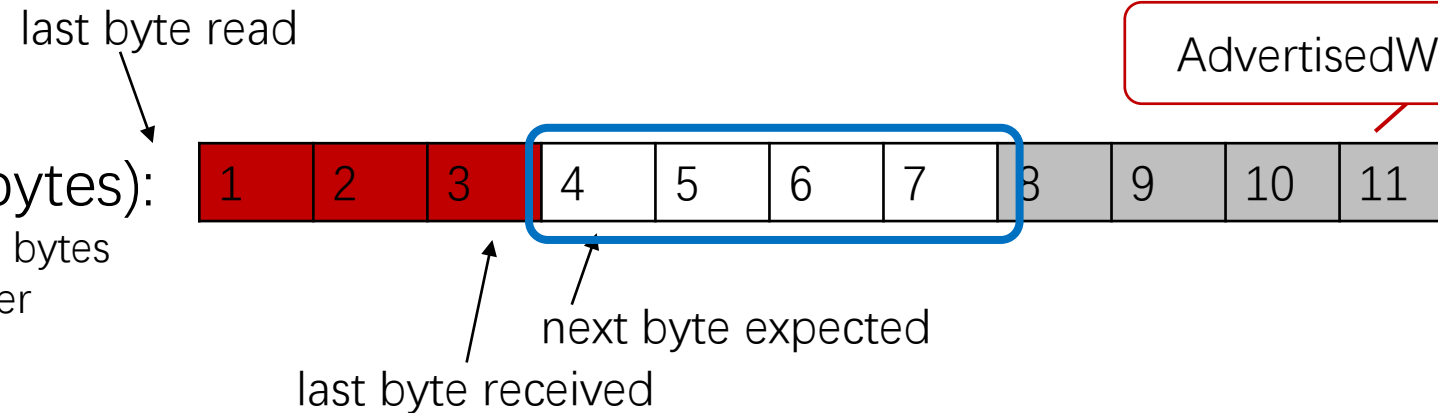 last byte read
AdvertisedW
bytes):
1 2 3 4 5 6 7 8 9 10 11
bytes
er
next byte expected
last byte received